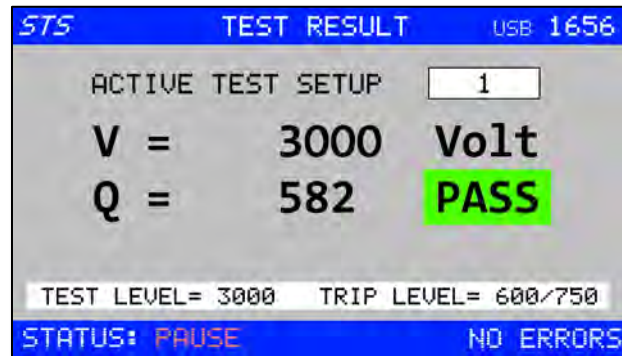 STS TEST RESULT USB 1656
ACTIVE TEST SETUP 1
V = 3000 Volt
Q = 582 PASS
TEST LEVEL= 3000 TRIP LEVEL= 600/750
STATUS: PAUSE NO ERRORS